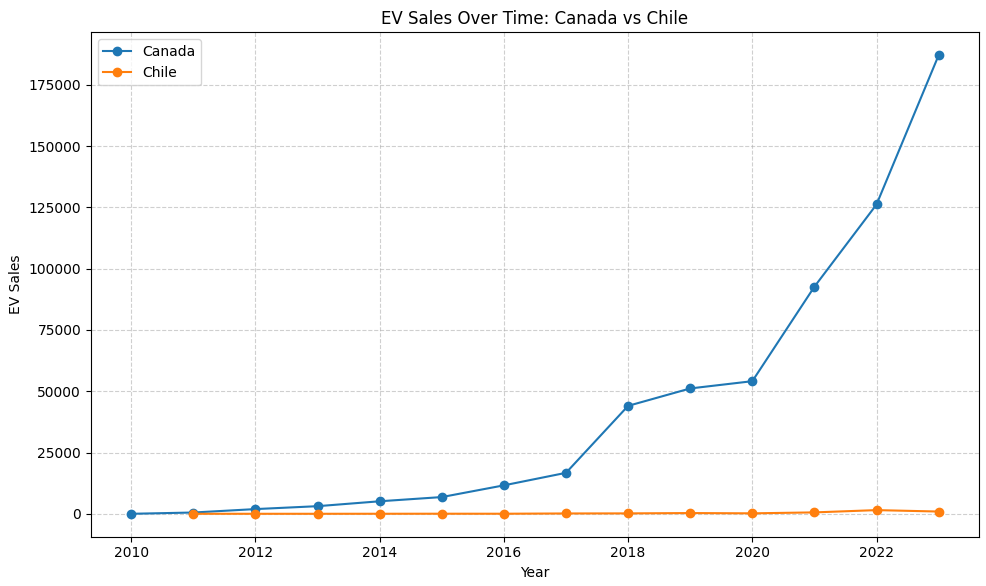 EV Sales Over Time: Canada vs Chile
Canada
Chile
175000
150000
125000
100000
75000
50000
25000
0
EV Sales
2010 2012 2014 2016 2018 2020 2022
Year